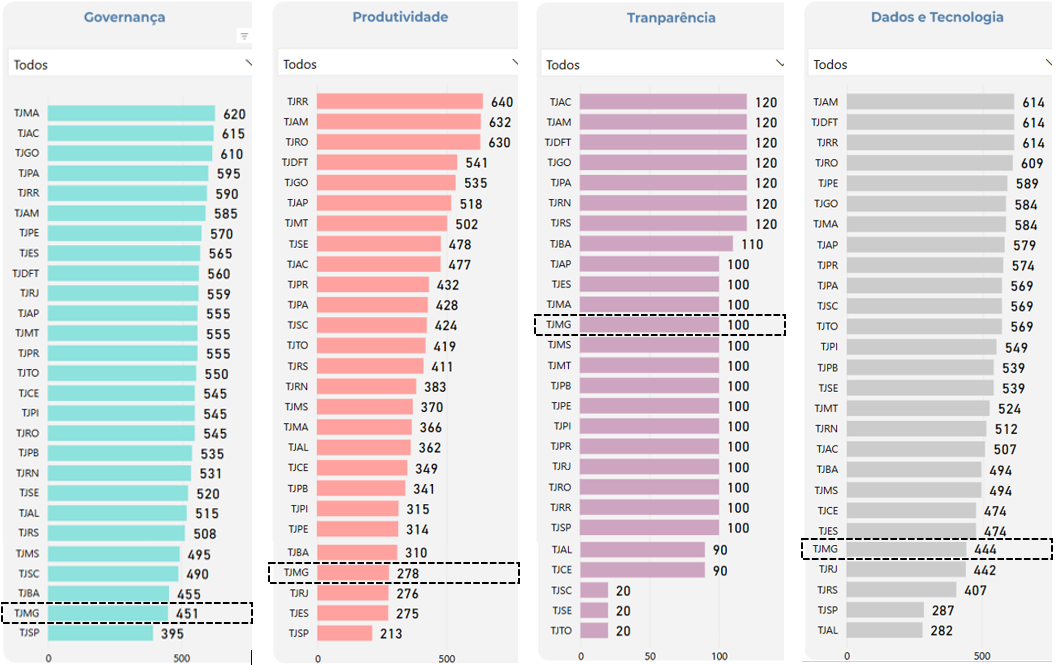 Governança
Todos
TJMA 620
TJAC 615
TJGO 610
TJPA 595
TJRR 590
TJAM 585
TJPE 570
TJES 565
TJDFT 560
TJRJ 559
TJAP 555
TJMT 555
TJPR 555
TJTO 550
TJCE 545
TJPI 545
TJRO 545
TJPB 535
TJRN 531
TJSE 520
TJAL 515
TJRS 508
TJMS 495
TJSC 490
TJBA 455
TJMG 451
TJSP 395
0 500
Produtividade
Todos
TJRR 640
TJAM 632
TJRO 630
TJDFT 541
TJGO 535
TJAP 518
TJMT 502
TJSE 478
TJAC 477
TJPR 432
TJPA 428
TJSC 424
TJTO 419
TJRS 411
TJRN 383
TJMS 370
TJMA 366
TJAL 362
TJCE 349
TJPB 341
TJPI 315
TJPE 314
TJBA 310
TJMG 278
TJRJ 276
TJES 275
TJSP 213
0 500
Tranparência
Todos
TJAC 120
TJAM 120
TJDFT 120
TJGO 120
TJPA 120
TJRN 120
TJRS 120
TJBA 110
TJAP 100
TJES 100
TJMA 100
TJMG 100
TJMS 100
TJMT 100
TJPB 100
TJPE 100
TJPI 100
TJPR 100
TJRJ 100
TJRO 100
TJRR 100
TJSP 100
TJAL 90
TJCE 90
TJSC 20
TJSE 20
TJTO 20
0 50 100
Dados e Tecnologia
Todos
TJAM 614
TJDFT 614
TJRR 614
TJRO 609
TJPE 589
TJGO 584
TJMA 584
TJAP 579
TJPR 574
TJPA 569
TJSC 569
TJTO 569
TJPI 549
TJPB 539
TJSE 539
TJMT 524
TJRN 512
TJAC 507
TJBA 494
TJMS 494
TJCE 474
TJES 474
TJMG 444
TJRJ 442
TJRS 407
TJSP 287
TJAL 282
0 500